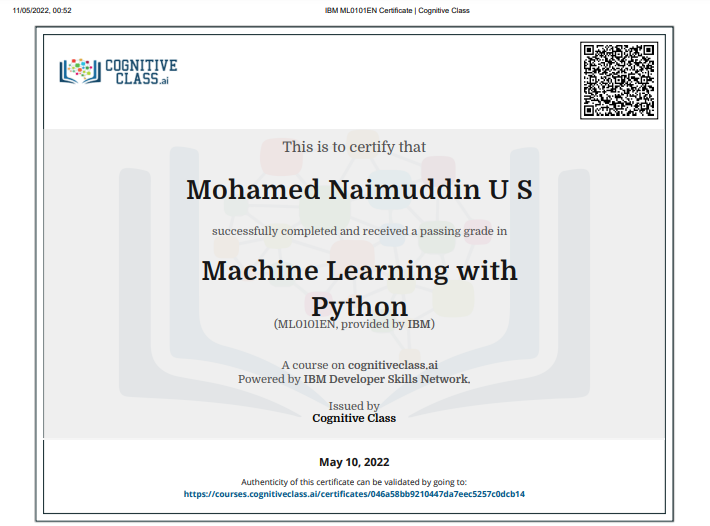 11/05/2022, 00:52 IBM ML0101EN Certificate | Cognitive Class
COGNITIVE
CLASS.ai
This is to certify that
Mohamed Naimuddin U S
successfully completed and received a passing grade in
Machine Learning with
Python
(ML0101EN, provided by IBM)
A course on cognitiveclass.ai
Powered by IBM Developer Skills Network.
Issued by
Cognitive Class
May 10, 2022
Authenticity of this certificate can be validated by going to:
https://courses.cognitiveclass.ai/certificates/046a58bb9210447da7eec5257c0dcb14